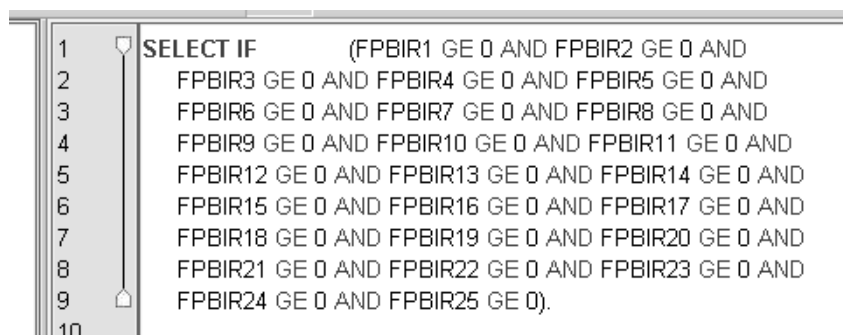 1 SELECT IF (FPBIR1 GE 0 AND FPBIR2 GE 0 AND
2 FPBIR3 GE 0 AND FPBIR4 GE 0 AND FPBIR5 GE 0 AND
3 FPBIR6 GE 0 AND FPBIR7 GE 0 AND FPBIR8 GE 0 AND
4 FPBIR9 GE 0 AND FPBIR10 GE 0 AND FPBIR11 GE 0 AND
5 FPBIR12 GE 0 AND FPBIR13 GE 0 AND FPBIR14 GE 0 AND
6 FPBIR15 GE 0 AND FPBIR16 GE 0 AND FPBIR17 GE 0 AND
7 FPBIR18 GE 0 AND FPBIR19 GE 0 AND FPBIR20 GE 0 AND
8 FPBIR21 GE 0 AND FPBIR22 GE 0 AND FPBIR23 GE 0 AND
9 FPBIR24 GE 0 AND FPBIR25 GE 0).
10